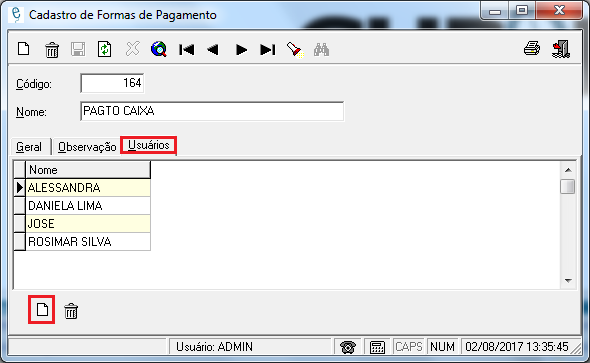 Cadastro de Formas de Pagamento
Código: 164
Nome: PAGTO CAIXA
Geral Observação Usuários
Nome
ALESSANDRA
DANIELA LIMA
JOSE
ROSIMAR SILVA
Usuário: ADMIN CAPS NUM 02/08/2017 13:35:45